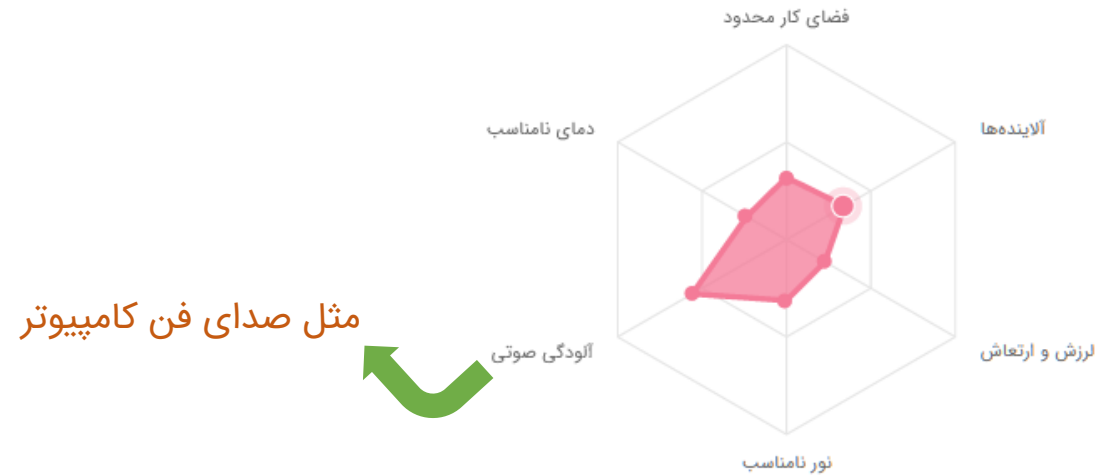 فضای کار محدود
آلاینده‌ها
دمای نامناسب
مثل صدای فن کامپیوتر
آلودگی صوتی
لرزش و ارتعاش
نور نامناسب